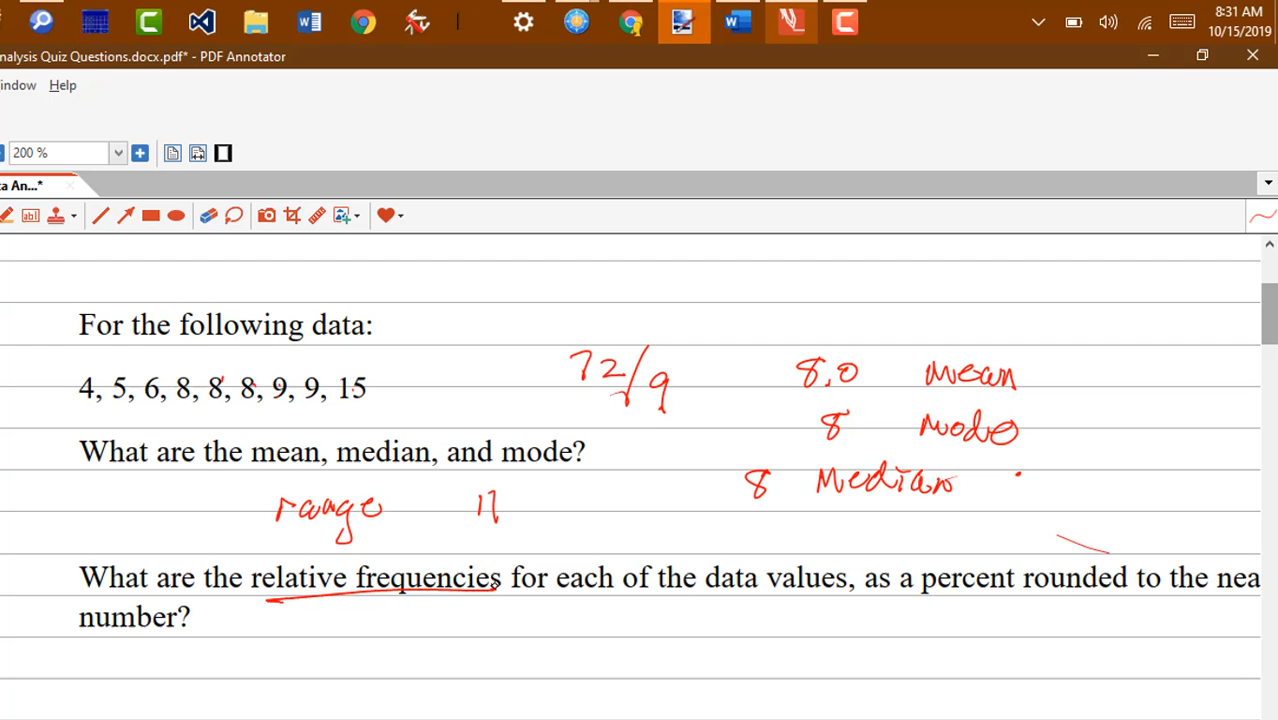 8:31 AM
10/15/2019
nalysis Quiz Questions.docx.pdf* - PDF Annotator
indow Help
200 %
ta An...*
For the following data:
72/9 8.0 mean
4, 5, 6, 8, 8, 8, 9, 9, 15
8 Mode
What are the mean, median, and mode?
8 Median
range 11
What are the relative frequencies for each of the data values, as a percent rounded to the nea
number?